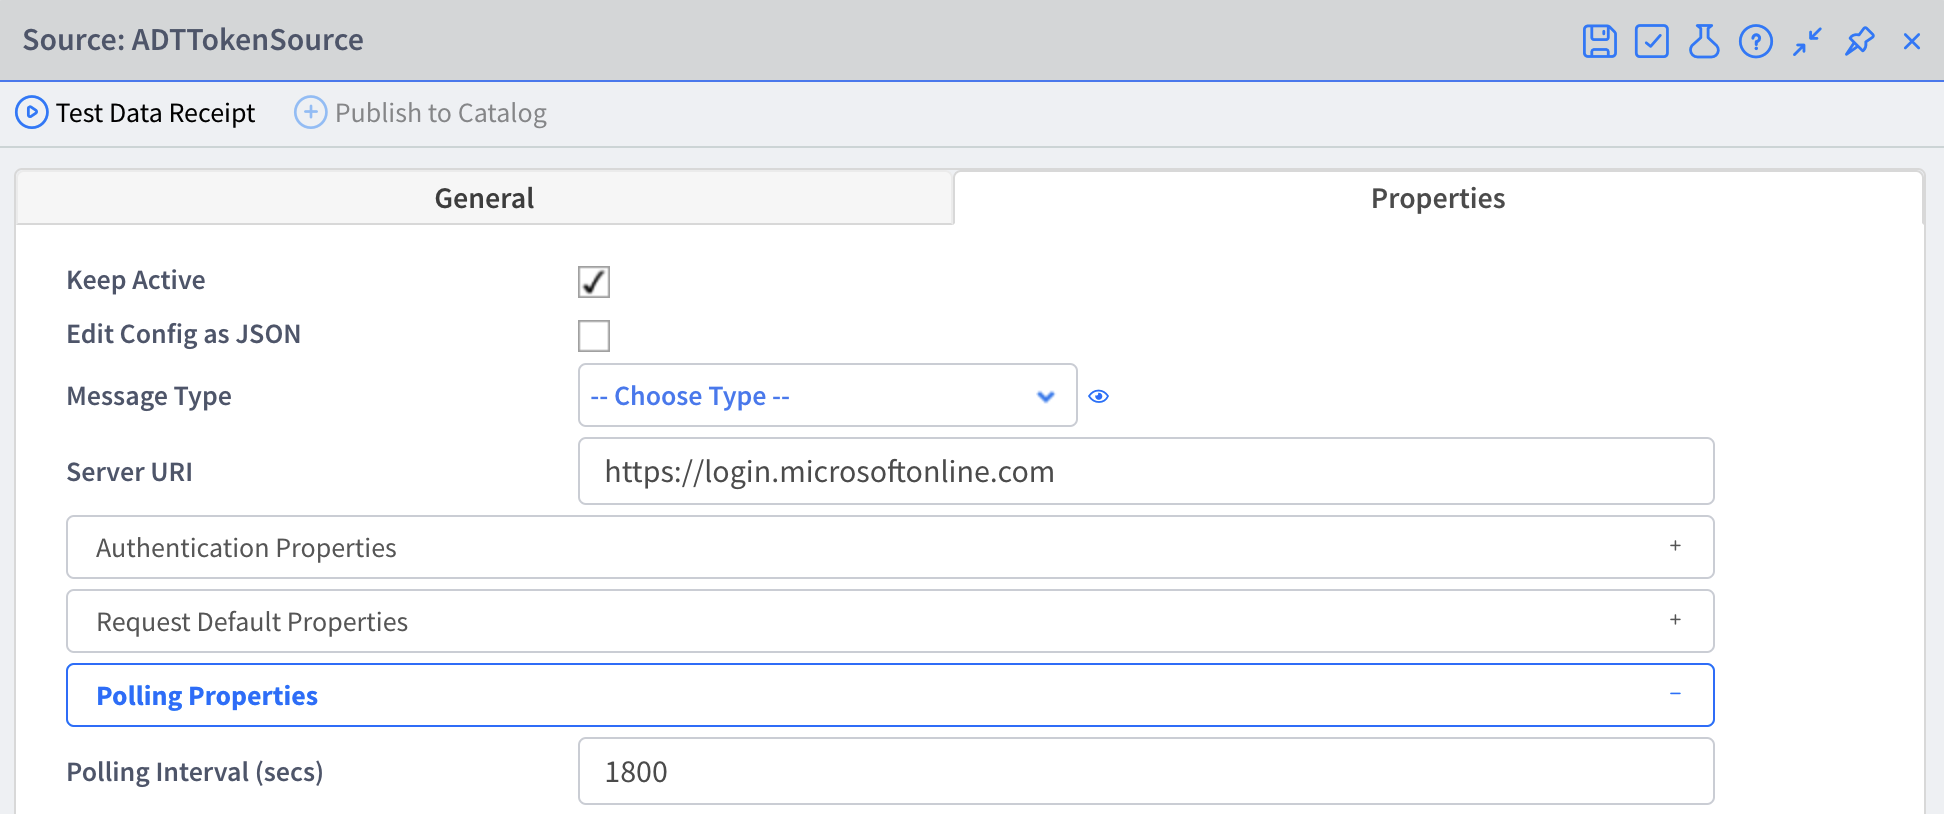 Source: ADTTokenSource
Test Data Receipt
Publish to Catalog
General
Properties
Keep Active
Edit Config as JSON
Message Type
-- Choose Type --
Server URI
https://login.microsoftonline.com
Authentication Properties
+
Request Default Properties
+
Polling Properties
−
Polling Interval (secs)
1800